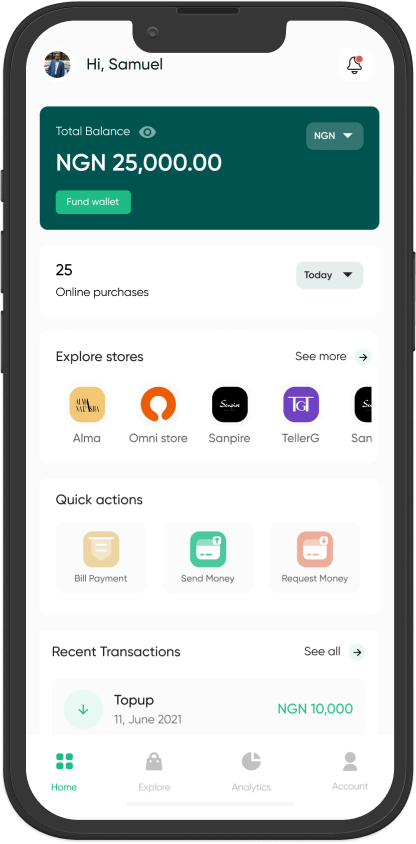 Hi, Samuel
Total Balance
NGN
NGN 25,000.00
Fund wallet
25
Today
Online purchases
Explore stores
See more
ALMA
NATASHA
Sanpire
TGT
Alma
Omni store
Sanpire
TellerG
San
Quick actions
Bill Payment
Send Money
Request Money
Recent Transactions
See all
Topup
11, June 2021
NGN 10,000
Home
Explore
Analytics
Account